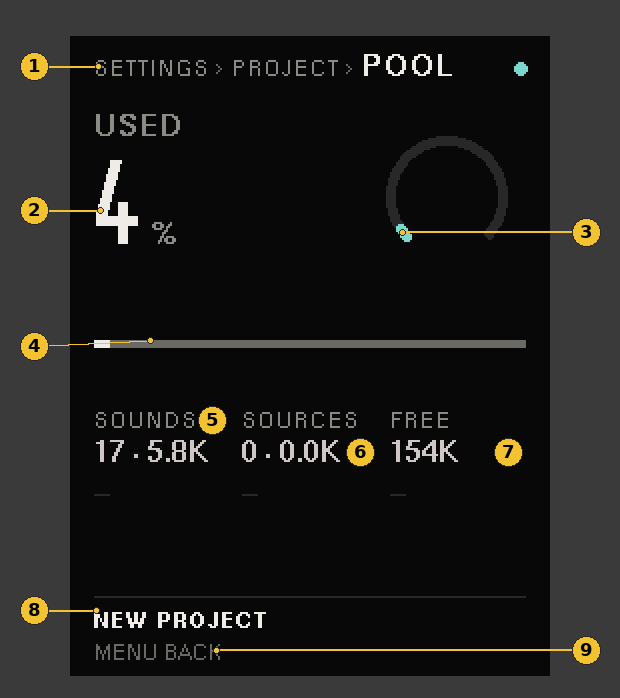 1 SETTINGS > PROJECT > POOL
USED
2 4 %
3
4
SOUNDS 5 SOURCES FREE
17 · 5.8K 0 · 0.0K 6 154K 7
— — —
8 NEW PROJECT
MENU BACK 9